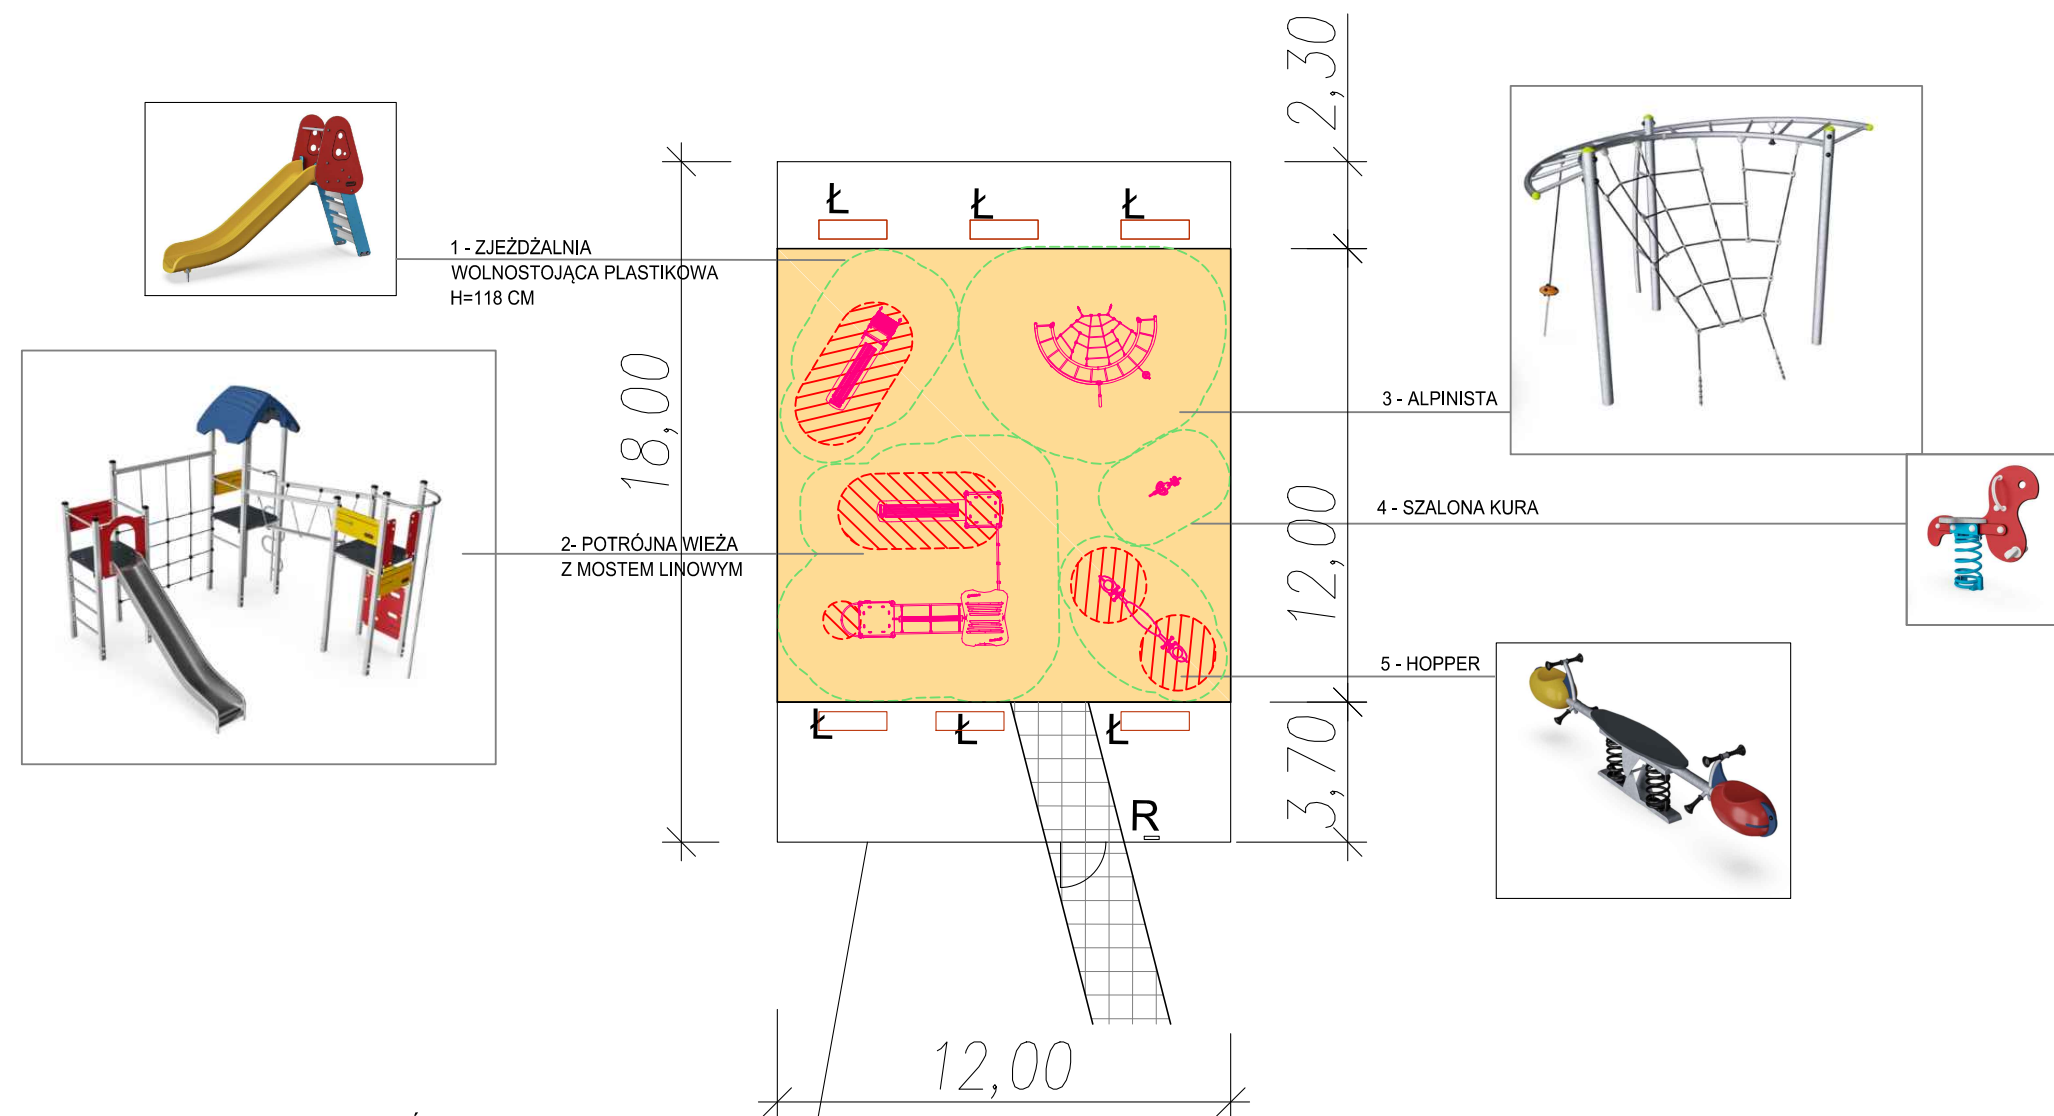 2,30
Ł
Ł
Ł
1 - ZJEŻDŻALNIA
WOLNOSTOJĄCA PLASTIKOWA
H=118 CM
18,00
3 - ALPINISTA
12,00
4 - SZALONA KURA
2- POTRÓJNA WIEŻA
Z MOSTEM LINOWYM
5 - HOPPER
Ł
Ł
Ł
3,70
R
12,00